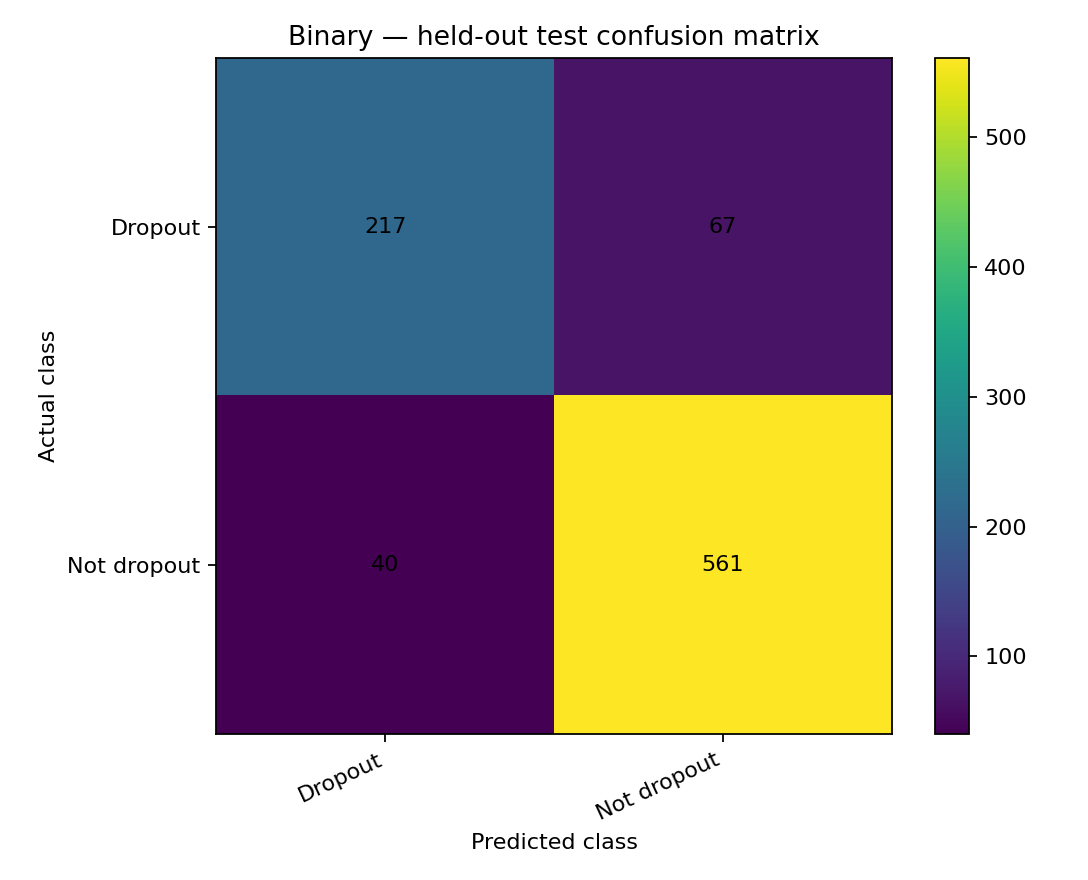 Binary — held-out test confusion matrix
Dropout
217
67
500
400
300
200
100
Actual class
Not dropout
40
561
Dropout
Not dropout
Predicted class